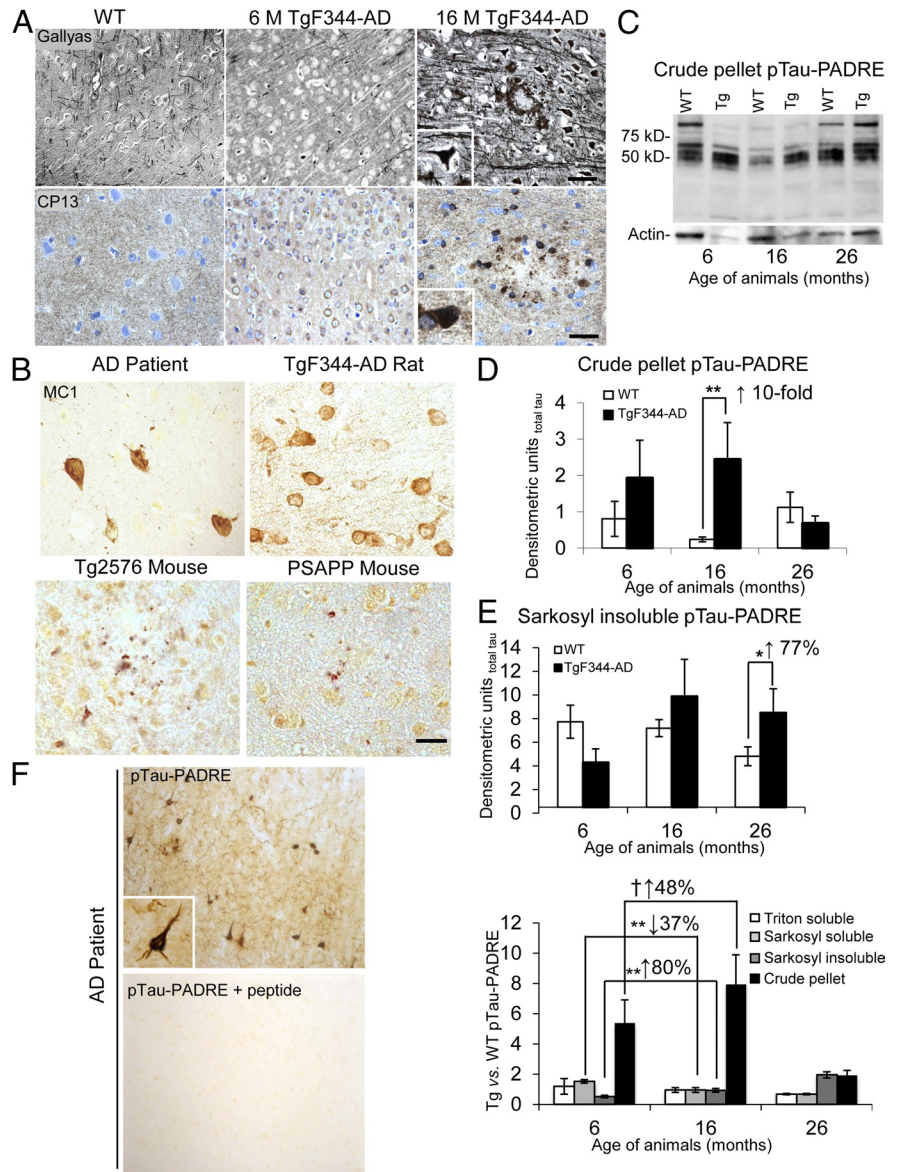 A
WT
6 M TgF344-AD
16 M TgF344-AD
Gallyas
CP13
B
AD Patient
TgF344-AD Rat
MC1
Tg2576 Mouse
PSAPP Mouse
C
Crude pellet pTau-PADRE
WT Tg WT Tg WT Tg
75 kD-
50 kD-
Actin-
6 16 26
Age of animals (months)
D
Crude pellet pTau-PADRE
Densitometric units total tau
4
3
2
1
0
WT
TgF344-AD
** ↑ 10-fold
6 16 26
Age of animals (months)
E
Sarkosyl insoluble pTau-PADRE
Densitometric units total tau
14
12
10
8
6
4
2
0
WT
TgF344-AD
*↑ 77%
6 16 26
Age of animals (months)
Tg vs. WT pTau-PADRE
12
10
8
6
4
2
0
†↑48%
** ↓37%
**↑80%
Triton soluble
Sarkosyl soluble
Sarkosyl insoluble
Crude pellet
6 16 26
Age of animals (months)
F
AD Patient
pTau-PADRE
pTau-PADRE + peptide